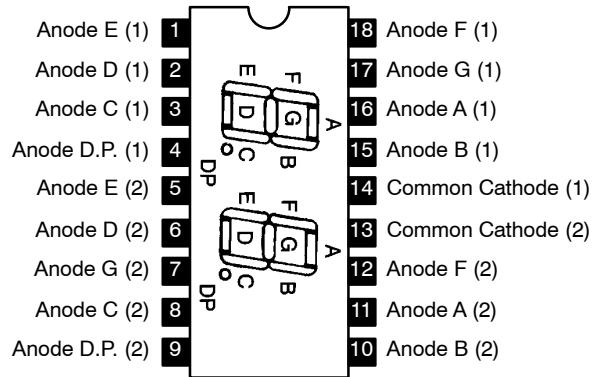 Anode E (1) 1 18 Anode F (1)
Anode D (1) 2 17 Anode G (1)
Anode C (1) 3 16 Anode A (1)
Anode D.P. (1) 4 15 Anode B (1)
Anode E (2) 5 14 Common Cathode (1)
Anode D (2) 6 13 Common Cathode (2)
Anode G (2) 7 12 Anode F (2)
Anode C (2) 8 11 Anode A (2)
Anode D.P. (2) 9 10 Anode B (2)
E F
D G A
C B
DP
E F
D G A
C B
DP